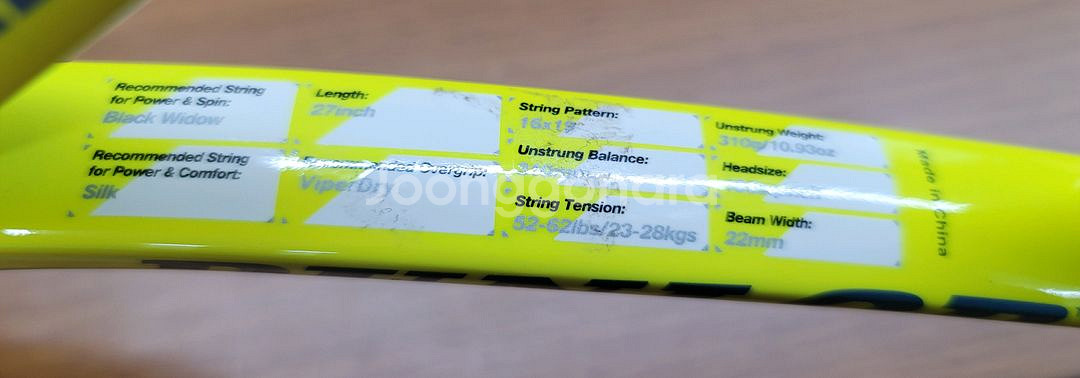 Recommended String
for Power & Spin:
Black Widow
Recommended String
for Power & Comfort:
Silk
Length:
27inch
Recommended Overgrip:
ViperDry
String Pattern:
16x19
Unstrung Balance:
String Tension:
52-62lbs/23-28kgs
Unstrung Weight:
310g/10.93oz
Headsize:
Beam Width:
22mm
Made in China
joongonara